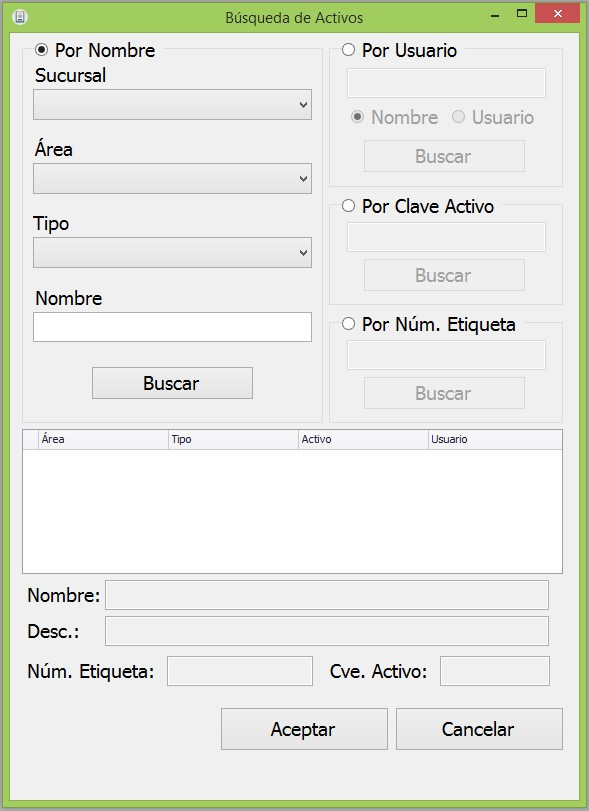 Búsqueda de Activos
Por Nombre
Sucursal
Área
Tipo
Nombre
Buscar
Por Usuario
Nombre
Usuario
Buscar
Por Clave Activo
Buscar
Por Núm. Etiqueta
Buscar
Área
Tipo
Activo
Usuario
Nombre:
Desc.:
Núm. Etiqueta:
Cve. Activo:
Aceptar
Cancelar